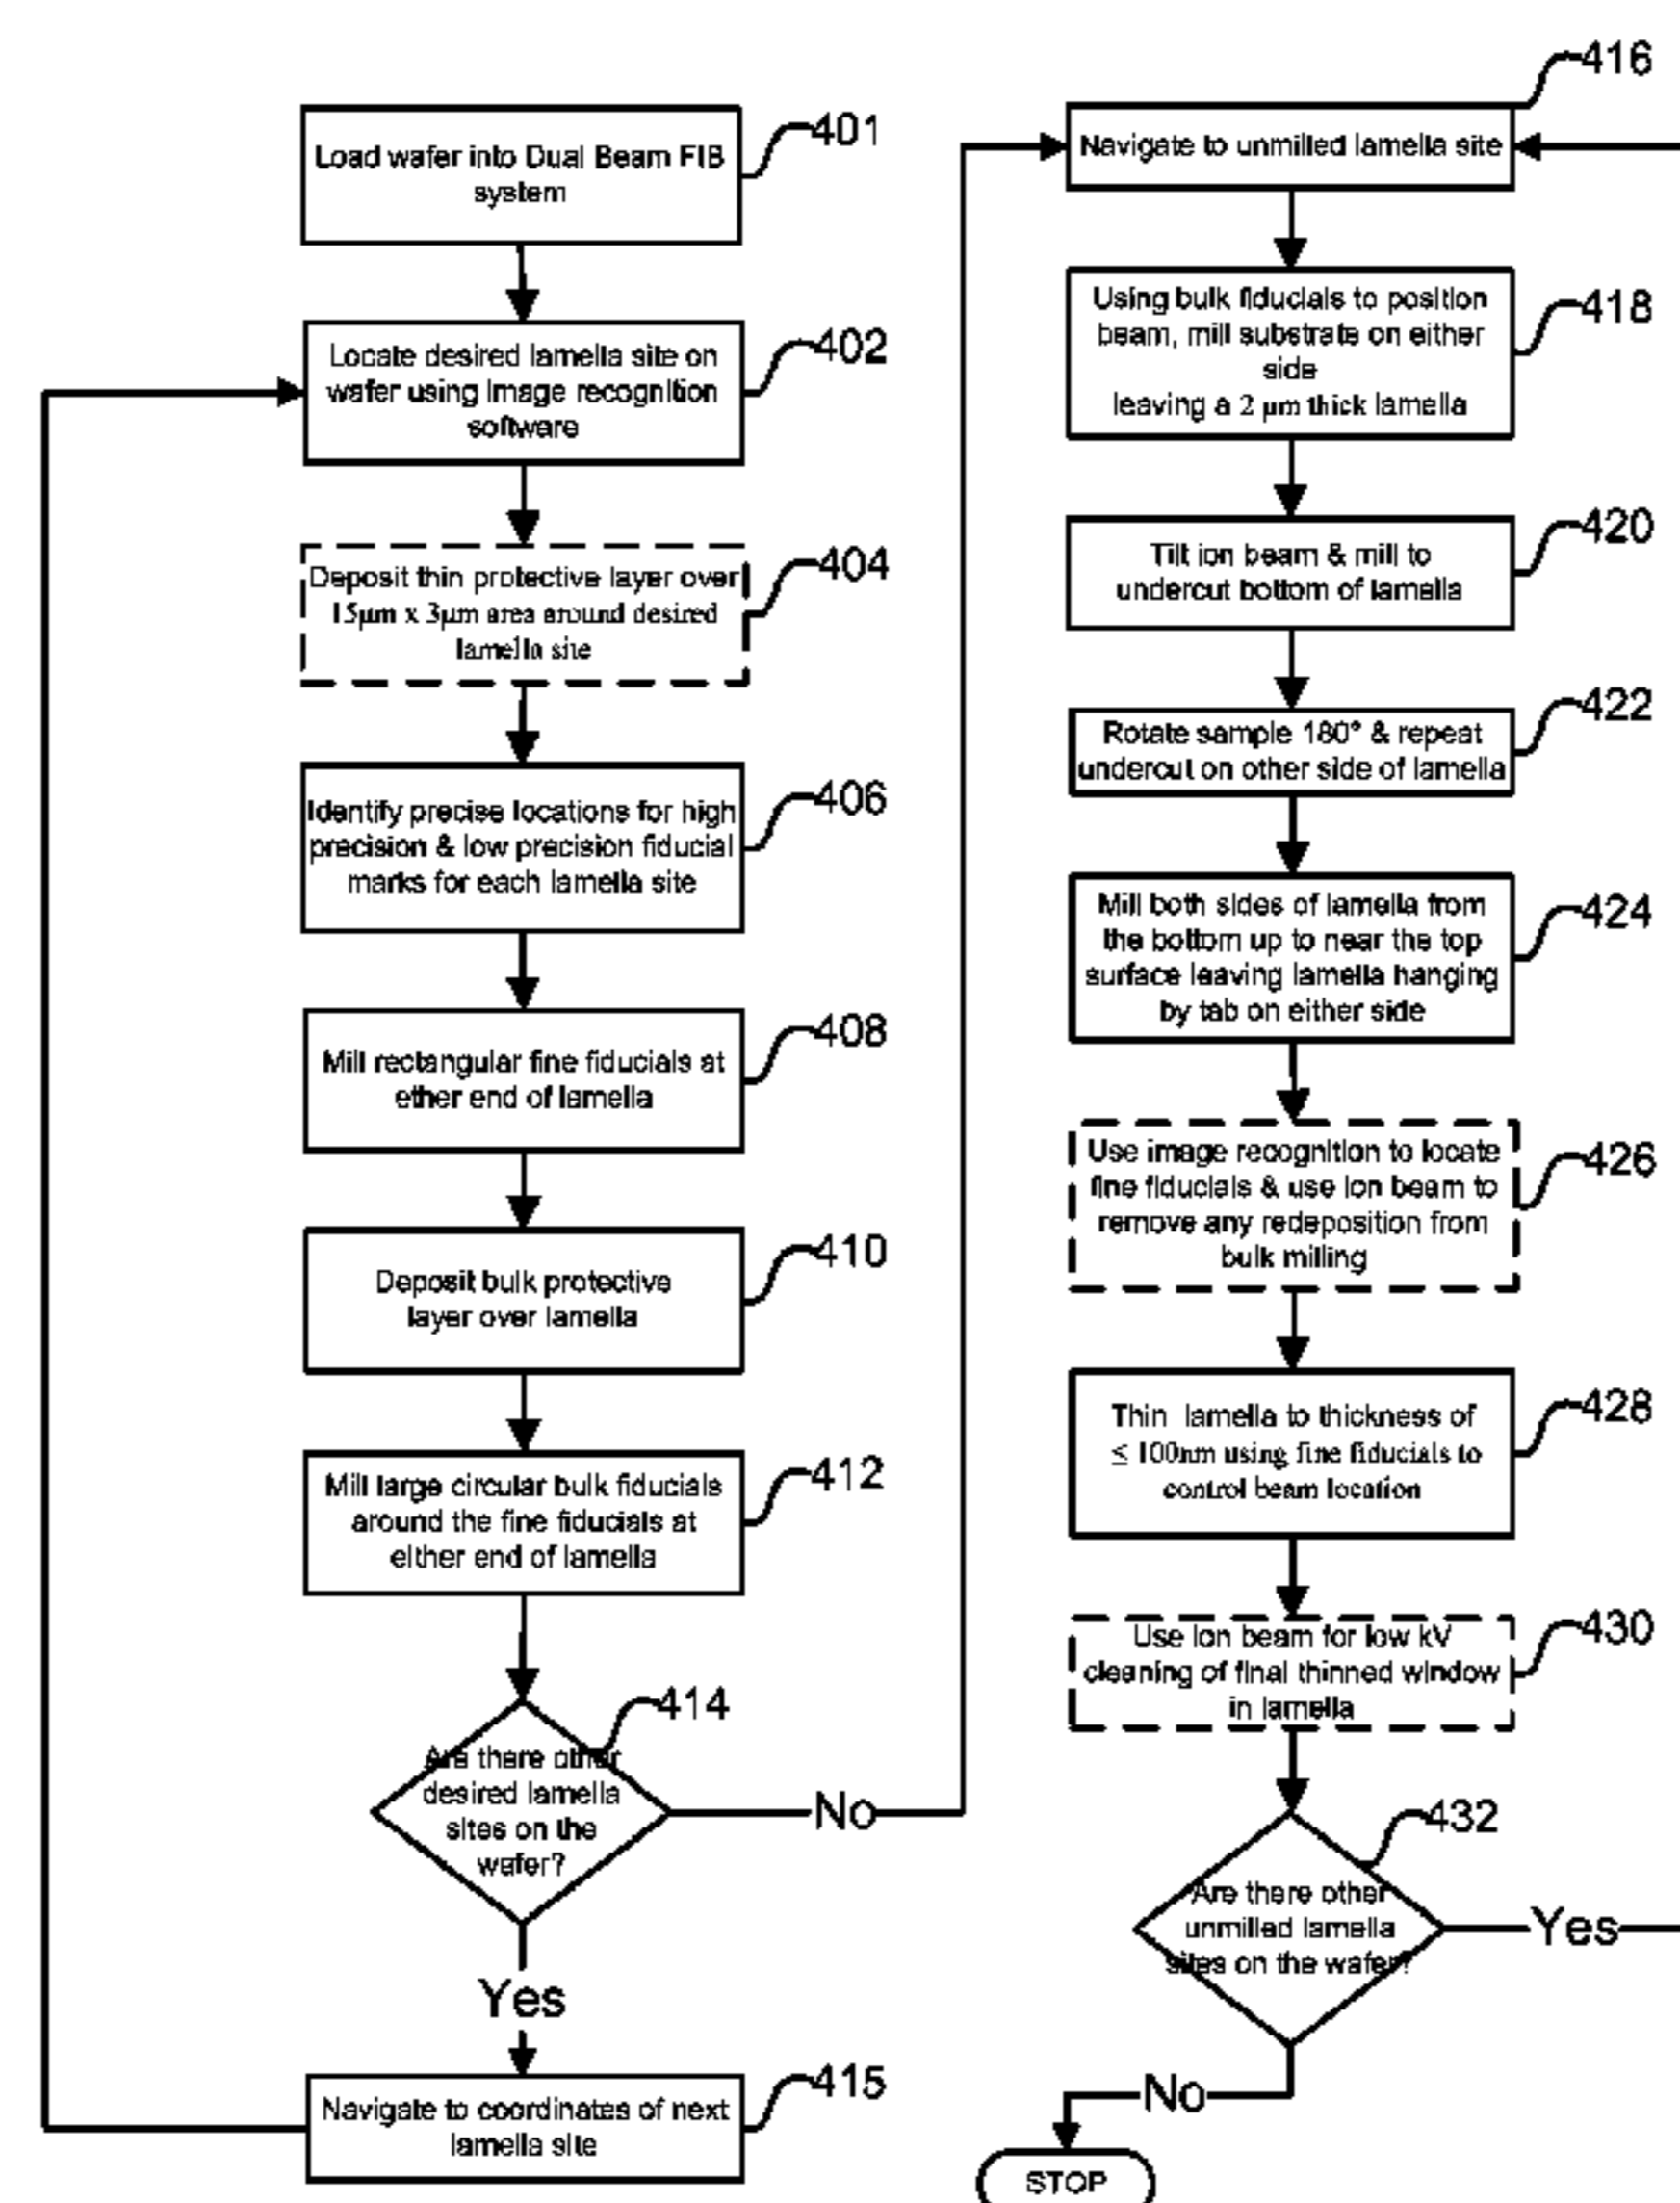 401
Load wafer into Dual Beam FIB
system
402
Locate desired lamella site on
wafer using image recognition
software
404
Deposit thin protective layer over
15µm x 3µm area around desired
lamella site
406
Identify precise locations for high
precision & low precision fiducial
marks for each lamella site
408
Mill rectangular fine fiducials at
ether end of lamella
410
Deposit bulk protective
layer over lamella
412
Mill large circular bulk fiducials
around the fine fiducials at
either end of lamella
414
Are there other
desired lamella
sites on the
wafer?
No
Yes
415
Navigate to coordinates of next
lamella site
416
Navigate to unmilled lamella site
418
Using bulk fiducials to position
beam, mill substrate on either
side
leaving a 2 µm thick lamella
420
Tilt ion beam & mill to
undercut bottom of lamella
422
Rotate sample 180° & repeat
undercut on other side of lamella
424
Mill both sides of lamella from
the bottom up to near the top
surface leaving lamella hanging
by tab on either side
426
Use image recognition to locate
fine fiducials & use ion beam to
remove any redeposition from
bulk milling
428
Thin lamella to thickness of
≤ 100nm using fine fiducials to
control beam location
430
Use ion beam for low kV
cleaning of final thinned window
in lamella
432
Are there other
unmilled lamella
sites on the wafer?
Yes
No
STOP